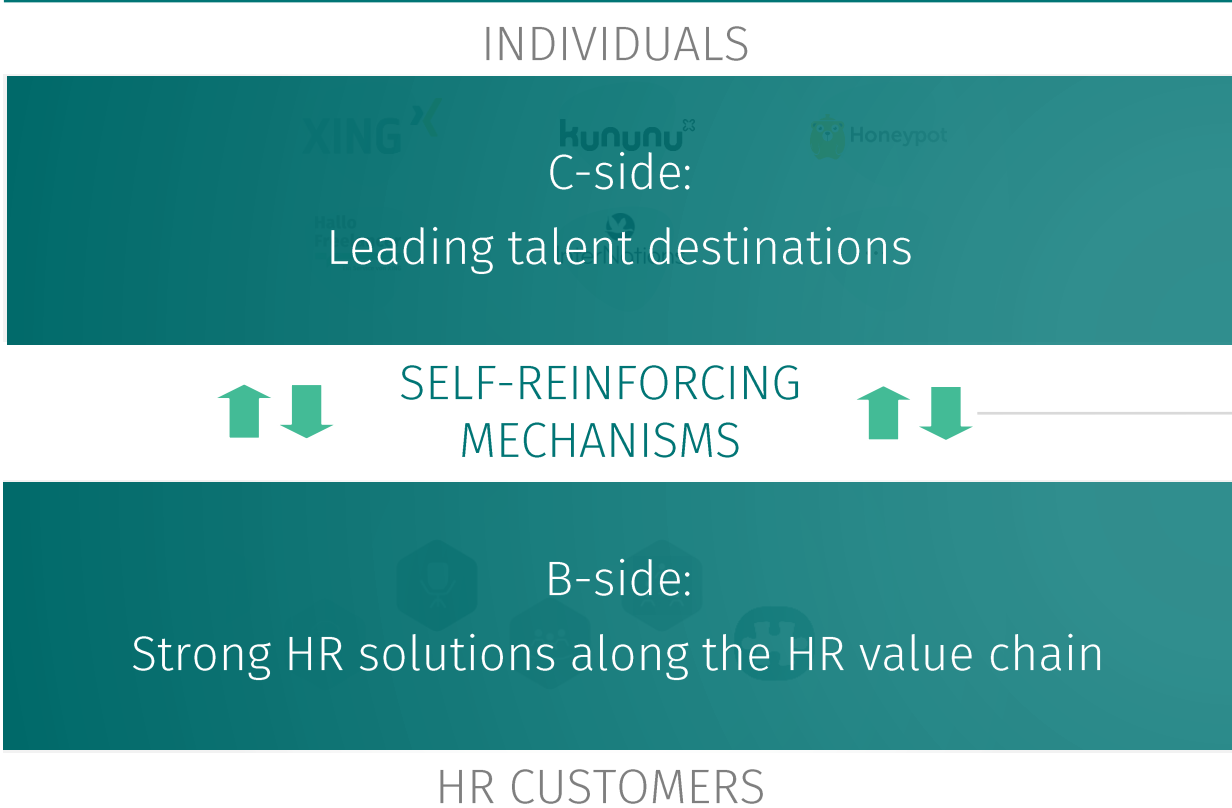 INDIVIDUALS
XING
kununu
Honeypot
C-side:
Hallo
Leading talent destinations
SELF-REINFORCING
MECHANISMS
B-side:
Strong HR solutions along the HR value chain
HR CUSTOMERS